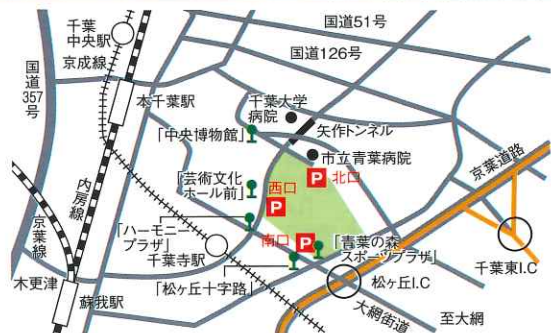 千葉
中央駅
京成線
国道
357
号
本千葉駅
国道51号
国道126号
千葉大学
病院
矢作トンネル
「中央博物館」
市立青葉病院
P 北口
京葉道路
「芸術文化
ホール前」
西口
P
内房線
京葉線
「ハーモニー
プラザ」
千葉寺駅
南口
P
「青葉の森
スポーツプラザ」
「松ヶ丘十字路」
松ヶ丘I.C
千葉東I.C
木更津
蘇我駅
大網街道
至大網